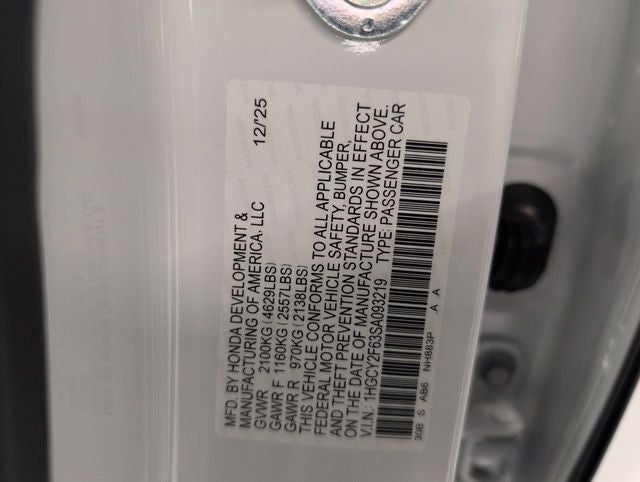 MFD. BY HONDA DEVELOPMENT &
MANUFACTURING OF AMERICA, LLC 12/'25
GVWR 2100KG (4629LBS)
GAWR F 1160KG (2557LBS)
GAWR R 970KG (2138LBS)
THIS VEHICLE CONFORMS TO ALL APPLICABLE
FEDERAL MOTOR VEHICLE SAFETY, BUMPER,
AND THEFT PREVENTION STANDARDS IN EFFECT
ON THE DATE OF MANUFACTURE SHOWN ABOVE.
V.I.N.: 1HGCY2F63SA093219 TYPE: PASSENGER CAR
30B S AB6 NH883P A A